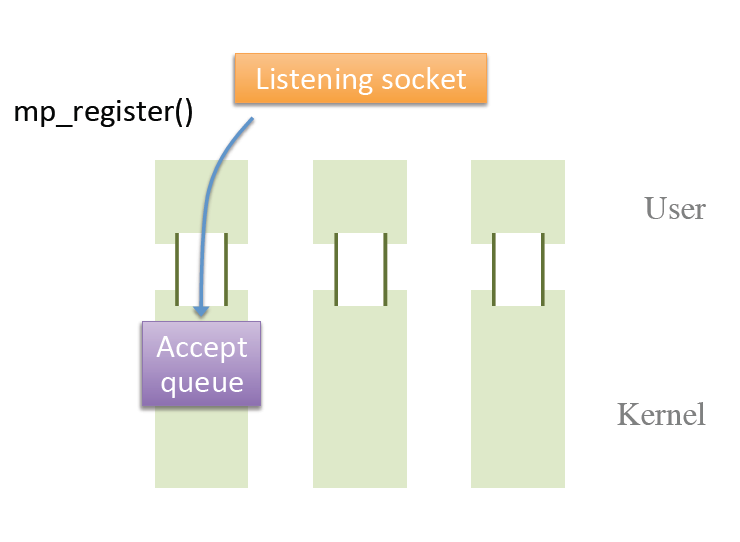 Listening socket
mp_register()
User
Accept
queue
Kernel